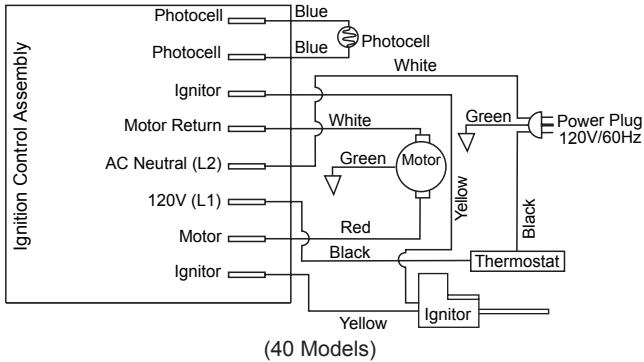 Ignition Control Assembly
Photocell
Blue
Photocell
Blue
Photocell
Ignitor
White
Motor Return
White
Green
Power Plug
120V/60Hz
AC Neutral (L2)
Green
Motor
Yellow
120V (L1)
Black
Motor
Red
Black
Thermostat
Ignitor
Yellow
Ignitor
(40 Models)